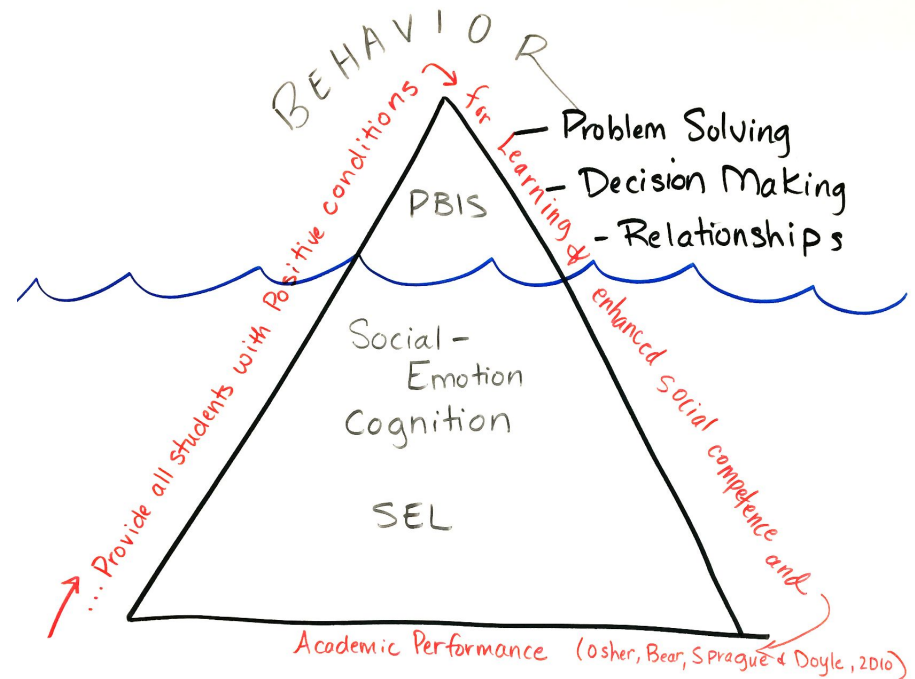 BEHAVIOR
- Problem Solving
- Decision Making
- Relationships
PBIS
Social-
Emotion
Cognition
SEL
.... Provide all students with Positive conditions
for Learning &
enhanced social competence and
Academic Performance (Osher, Bear, Sprague & Doyle, 2010)